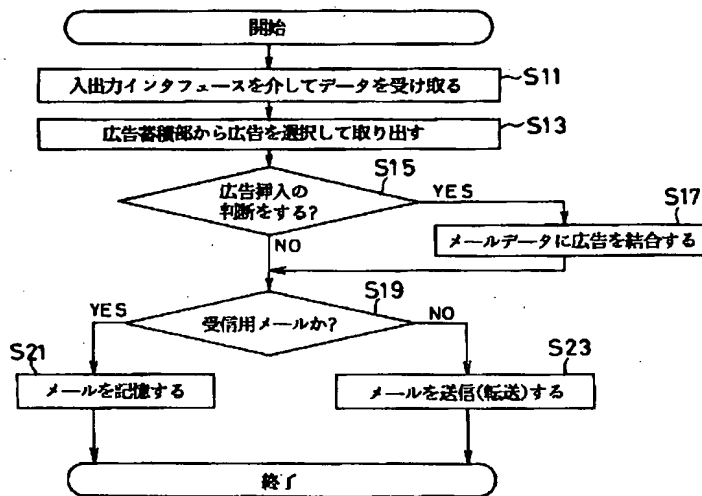 開始
入出力インタフェースを介してデータを受け取る
S11
広告蓄積部から広告を選択して取り出す
S13
S15
広告挿入の
判断をする?
YES
NO
S17
メールデータに広告を結合する
S19
受信用メールか?
YES
NO
S21
メールを記憶する
S23
メールを送信(転送)する
終了